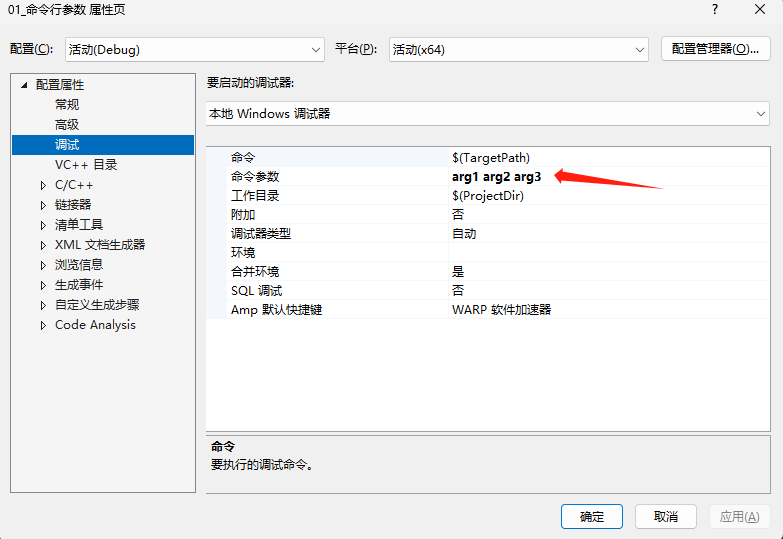 01_命令行参数 属性页
配置(C): 活动(Debug) 平台(P): 活动(x64) 配置管理器(O)...
配置属性
常规
高级
调试
VC++ 目录
C/C++
链接器
清单工具
XML 文档生成器
浏览信息
生成事件
自定义生成步骤
Code Analysis
要启动的调试器:
本地 Windows 调试器
命令 $(TargetPath)
命令参数 arg1 arg2 arg3
工作目录 $(ProjectDir)
附加 否
调试器类型 自动
环境
合并环境 是
SQL 调试 否
Amp 默认快捷键 WARP 软件加速器
命令
要执行的调试命令。
确定 取消 应用(A)